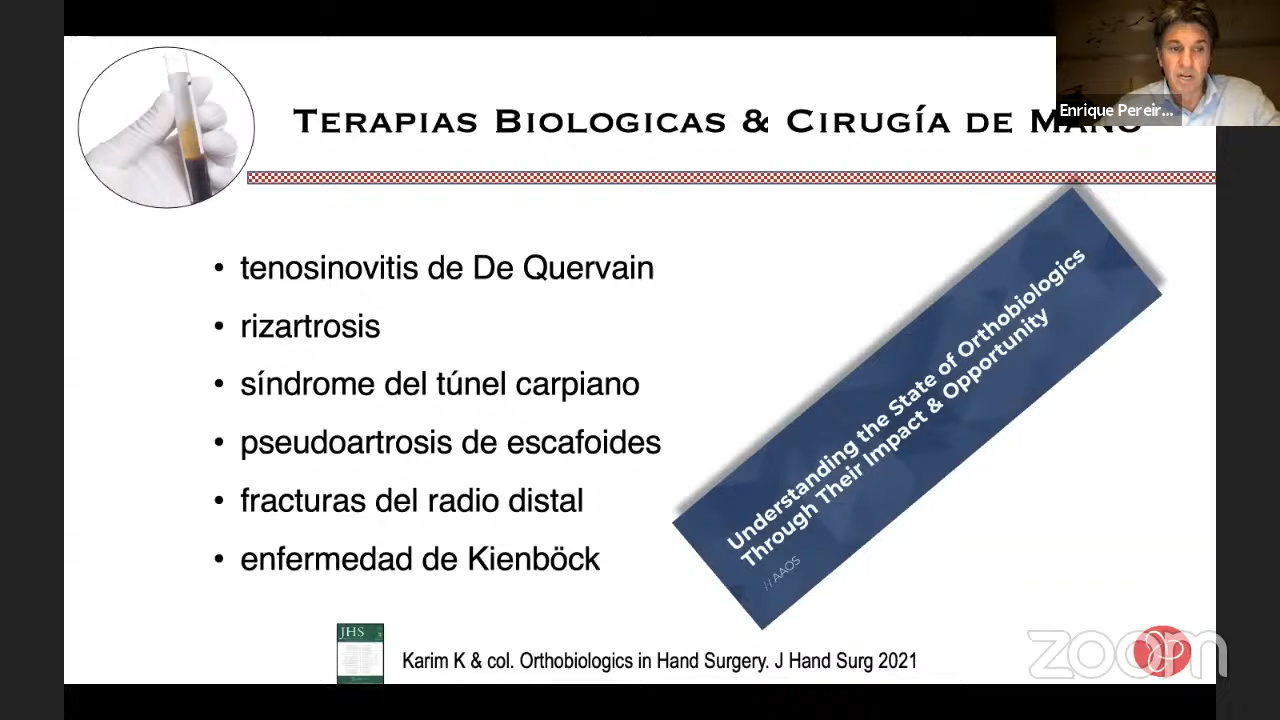 TERAPIAS BIOLOGICAS & CIRUGÍA DE MANO
Enrique Pereir...
• tenosinovitis de De Quervain
• rizartrosis
• síndrome del túnel carpiano
• pseudoartrosis de escafoides
• fracturas del radio distal
• enfermedad de Kienböck
Understanding the State of Orthobiologics
Through Their Impact & Opportunity
// AAOS
JHS
Karim K & col. Orthobiologics in Hand Surgery. J Hand Surg 2021
zoom